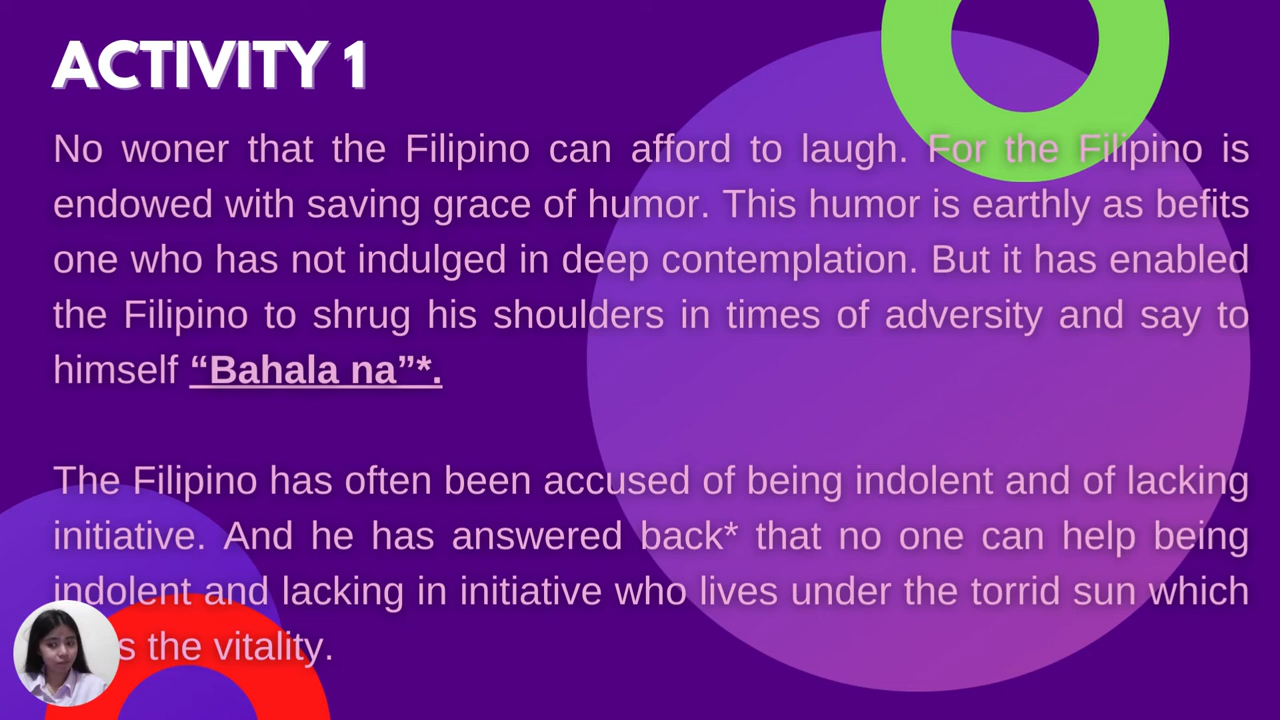 ACTIVITY 1
No woner that the Filipino can afford to laugh. For the Filipino is
endowed with saving grace of humor. This humor is earthly as befits
one who has not indulged in deep contemplation. But it has enabled
the Filipino to shrug his shoulders in times of adversity and say to
himself “Bahala na”*.
The Filipino has often been accused of being indolent and of lacking
initiative. And he has answered back* that no one can help being
indolent and lacking in initiative who lives under the torrid sun which
the vitality.